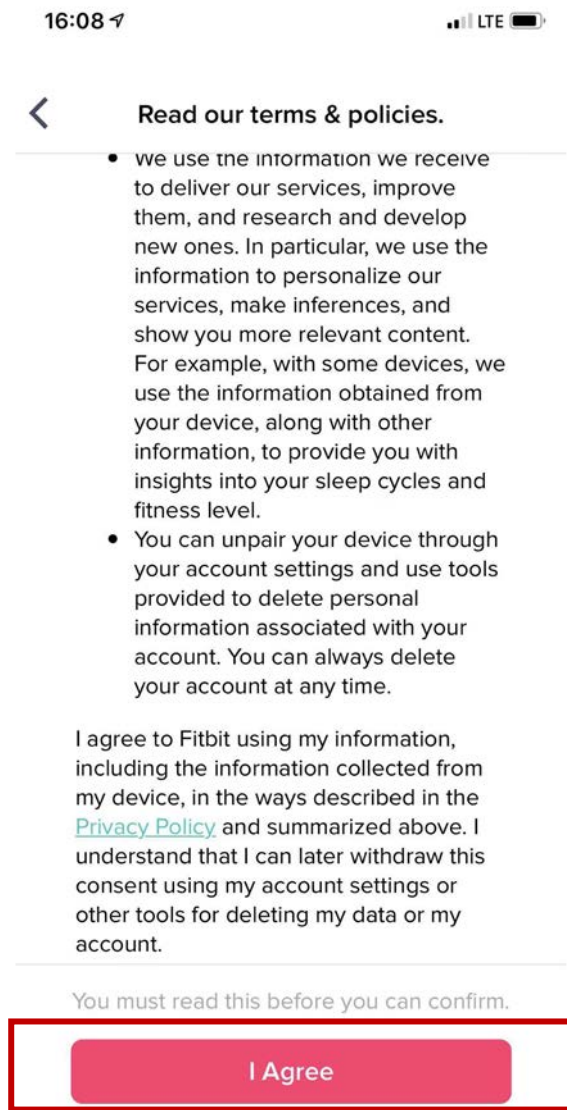 16:08
LTE
Read our terms & policies.
• We use the information we receive
to deliver our services, improve
them, and research and develop
new ones. In particular, we use the
information to personalize our
services, make inferences, and
show you more relevant content.
For example, with some devices, we
use the information obtained from
your device, along with other
information, to provide you with
insights into your sleep cycles and
fitness level.
• You can unpair your device through
your account settings and use tools
provided to delete personal
information associated with your
account. You can always delete
your account at any time.
I agree to Fitbit using my information,
including the information collected from
my device, in the ways described in the
Privacy Policy and summarized above. I
understand that I can later withdraw this
consent using my account settings or
other tools for deleting my data or my
account.
You must read this before you can confirm.
I Agree